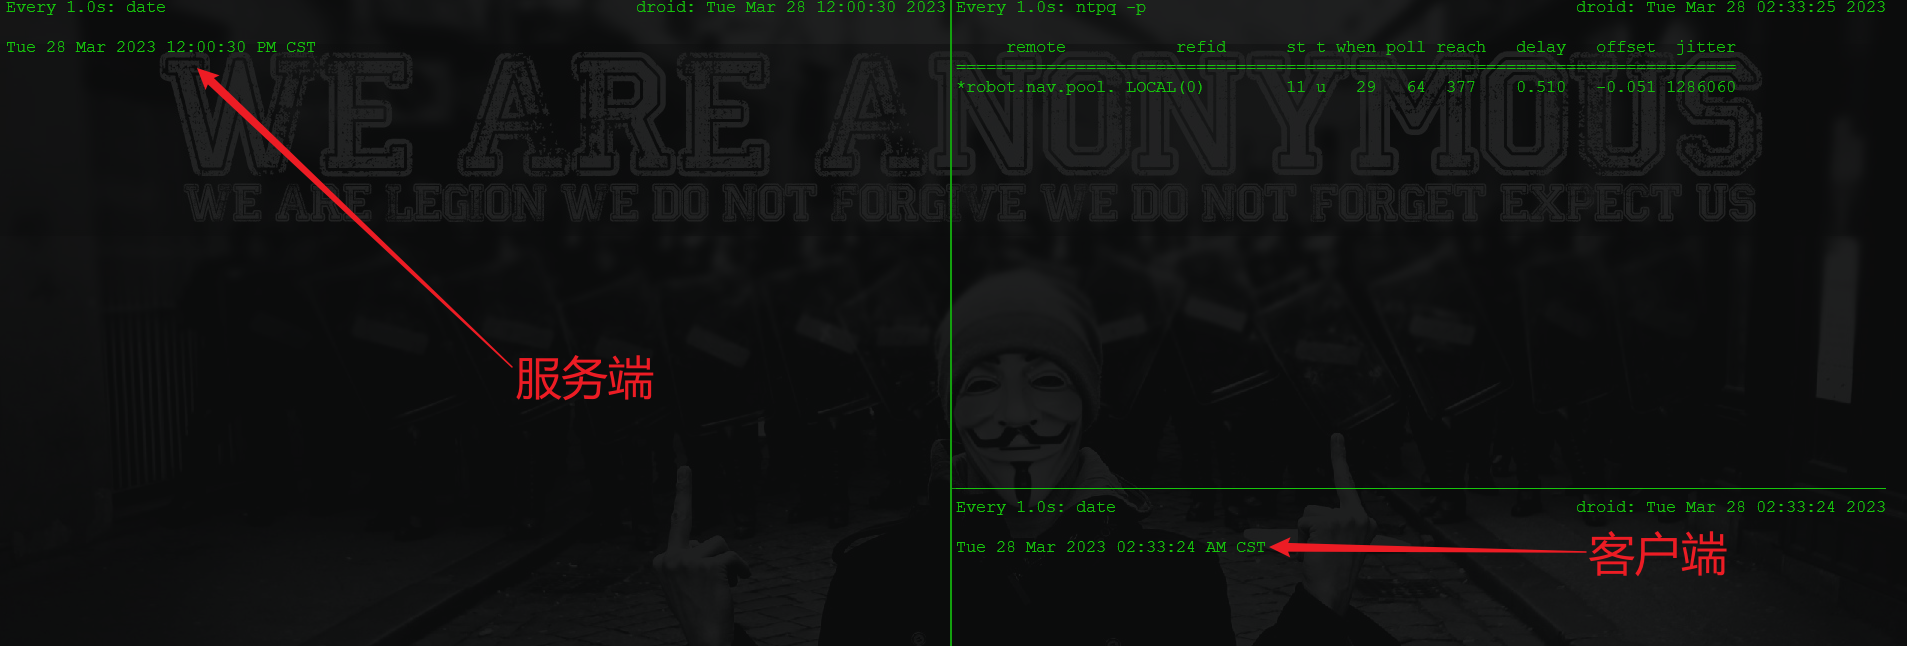 Every 1.0s: date droid: Tue Mar 28 12:00:30 2023
Tue 28 Mar 2023 12:00:30 PM CST
服务端
Every 1.0s: ntpq -p droid: Tue Mar 28 02:33:25 2023
remote refid st t when poll reach delay offset jitter
==============================================================================
*robot.nav.pool. LOCAL(0) 11 u 29 64 377 0.510 -0.051 1286060
Every 1.0s: date droid: Tue Mar 28 02:33:24 2023
Tue 28 Mar 2023 02:33:24 AM CST
客户端
WE ARE ANONYMOUS
WE ARE LEGION WE DO NOT FORGIVE WE DO NOT FORGET EXPECT US